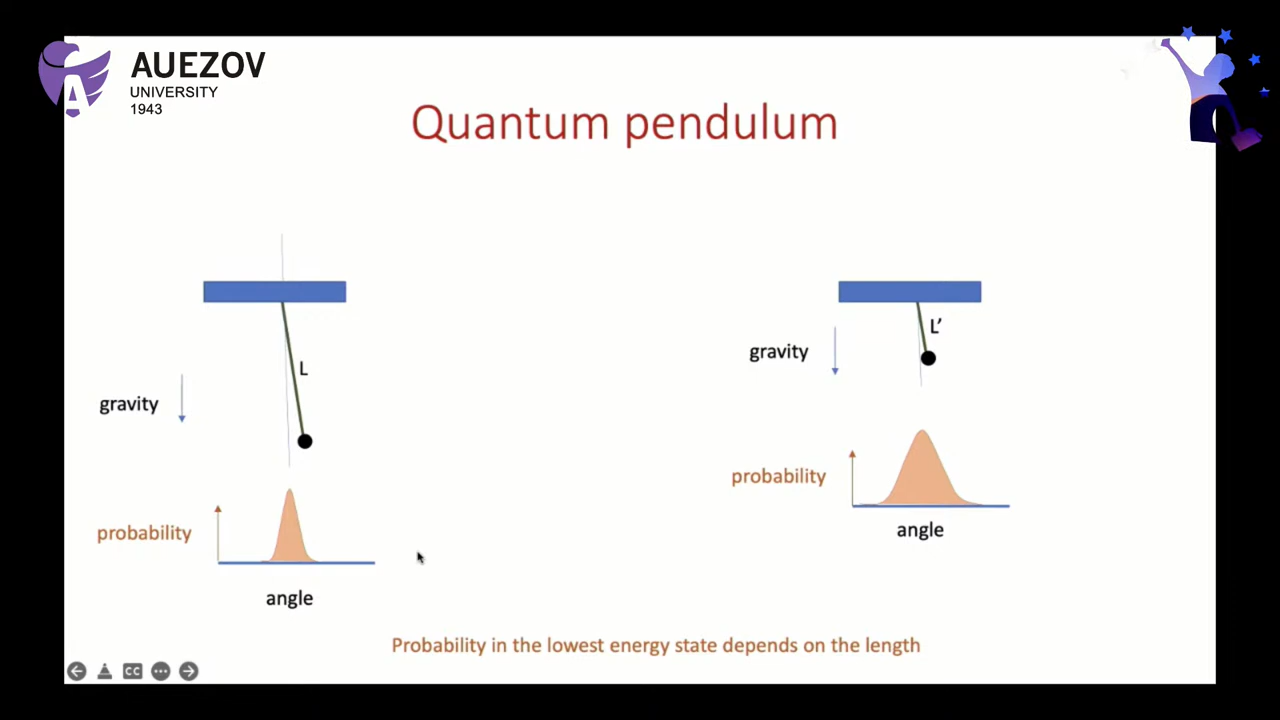 AUEZOV
UNIVERSITY
1943
Quantum pendulum
L
gravity
probability
angle
L’
gravity
probability
angle
Probability in the lowest energy state depends on the length
CC